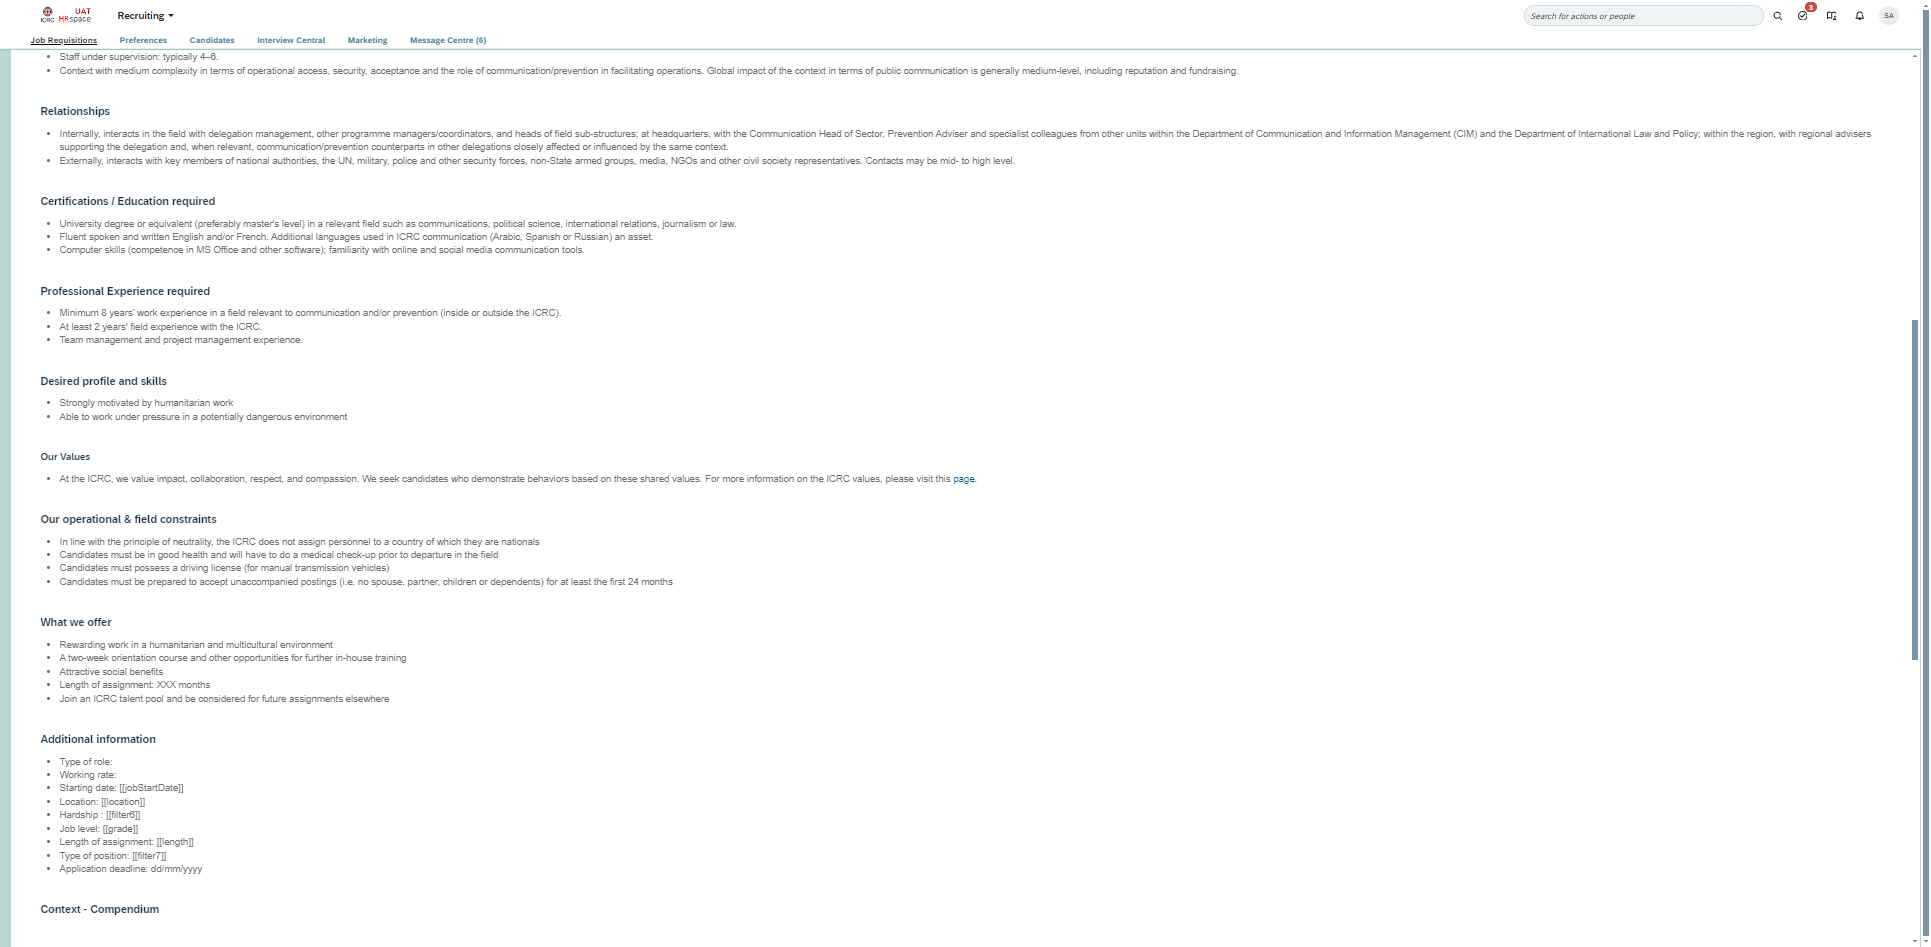 ICRC
UAT
HRspace
Recruiting
Search for actions or people
3
SA
Job Requisitions
Preferences
Candidates
Interview Central
Marketing
Message Centre (6)
Staff under supervision: typically 4–6.
Context with medium complexity in terms of operational access, security, acceptance and the role of communication/prevention in facilitating operations. Global impact of the context in terms of public communication is generally medium-level, including reputation and fundraising.
Relationships
Internally, interacts in the field with delegation management, other programme managers/coordinators, and heads of field sub-structures; at headquarters, with the Communication Head of Sector, Prevention Adviser and specialist colleagues from other units within the Department of Communication and Information Management (CIM) and the Department of International Law and Policy; within the region, with regional advisers
supporting the delegation and, when relevant, communication/prevention counterparts in other delegations closely affected or influenced by the same context.
Externally, interacts with key members of national authorities, the UN, military, police and other security forces, non-State armed groups, media, NGOs and other civil society representatives. Contacts may be mid- to high level.
Certifications / Education required
University degree or equivalent (preferably master's level) in a relevant field such as communications, political science, international relations, journalism or law.
Fluent spoken and written English and/or French. Additional languages used in ICRC communication (Arabic, Spanish or Russian) an asset.
Computer skills (competence in MS Office and other software); familiarity with online and social media communication tools.
Professional Experience required
Minimum 8 years' work experience in a field relevant to communication and/or prevention (inside or outside the ICRC).
At least 2 years' field experience with the ICRC.
Team management and project management experience.
Desired profile and skills
Strongly motivated by humanitarian work
Able to work under pressure in a potentially dangerous environment
Our Values
At the ICRC, we value impact, collaboration, respect, and compassion. We seek candidates who demonstrate behaviors based on these shared values. For more information on the ICRC values, please visit this page.
Our operational & field constraints
In line with the principle of neutrality, the ICRC does not assign personnel to a country of which they are nationals
Candidates must be in good health and will have to do a medical check-up prior to departure in the field
Candidates must possess a driving license (for manual transmission vehicles)
Candidates must be prepared to accept unaccompanied postings (i.e. no spouse, partner, children or dependents) for at least the first 24 months
What we offer
Rewarding work in a humanitarian and multicultural environment
A two-week orientation course and other opportunities for further in-house training
Attractive social benefits
Length of assignment: XXX months
Join an ICRC talent pool and be considered for future assignments elsewhere
Additional information
Type of role:
Working rate:
Starting date: [[jobStartDate]]
Location: [[location]]
Hardship : [[filter6]]
Job level: [[grade]]
Length of assignment: [[length]]
Type of position: [[filter7]]
Application deadline: dd/mm/yyyy
Context - Compendium